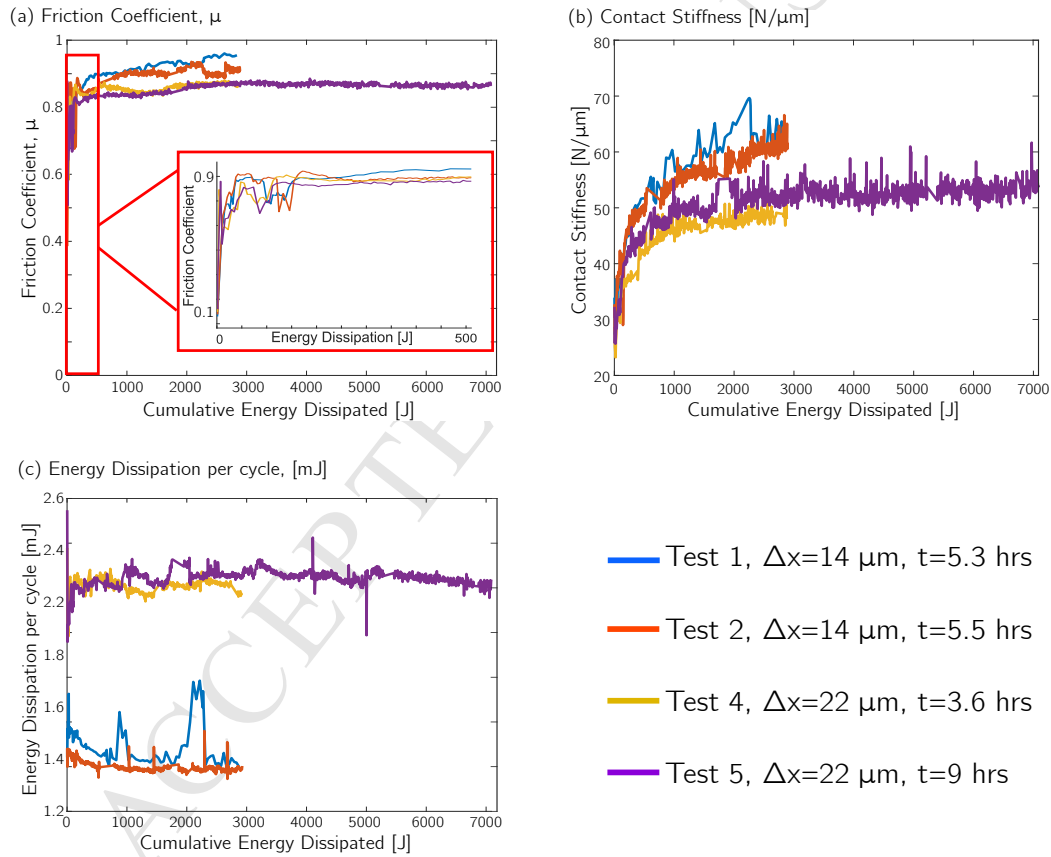 (a) Friction Coefficient, μ
1
0.8
0.6
0.4
0.2
0
Friction Coefficient, μ
0 1000 2000 3000 4000 5000 6000 7000
Cumulative Energy Dissipated [J]
0.9
0.1
Friction Coefficient
0 500
Energy Dissipation [J]
(b) Contact Stiffness [N/μm]
80
70
60
50
40
30
20
Contact Stiffness [N/μm]
0 1000 2000 3000 4000 5000 6000 7000
Cumulative Energy Dissipated [J]
(c) Energy Dissipation per cycle, [mJ]
2.6
2.4
2.2
2
1.8
1.6
1.4
1.2
Energy Dissipation per cycle [mJ]
0 1000 2000 3000 4000 5000 6000 7000
Cumulative Energy Dissipated [J]
Test 1, Δx=14 μm, t=5.3 hrs
Test 2, Δx=14 μm, t=5.5 hrs
Test 4, Δx=22 μm, t=3.6 hrs
Test 5, Δx=22 μm, t=9 hrs
ACCEPTE